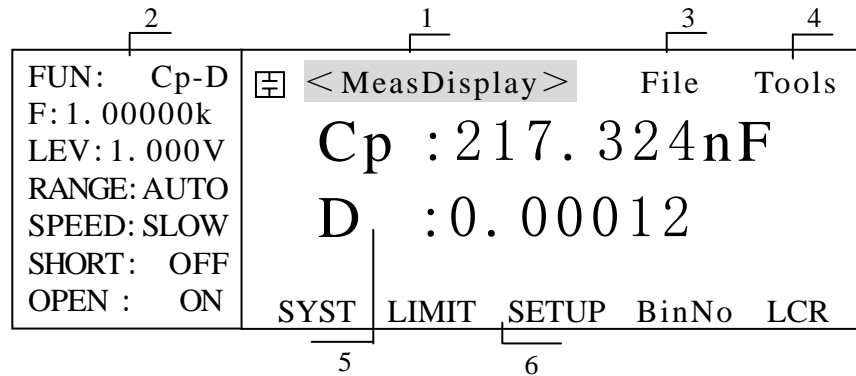 2 1 3 4
FUN: Cp-D
F:1.00000k
LEV:1.000V
RANGE:AUTO
SPEED:SLOW
SHORT: OFF
OPEN : ON
<MeasDisplay> File Tools
Cp :217.324nF
D :0.00012
SYST LIMIT SETUP BinNo LCR
5 6